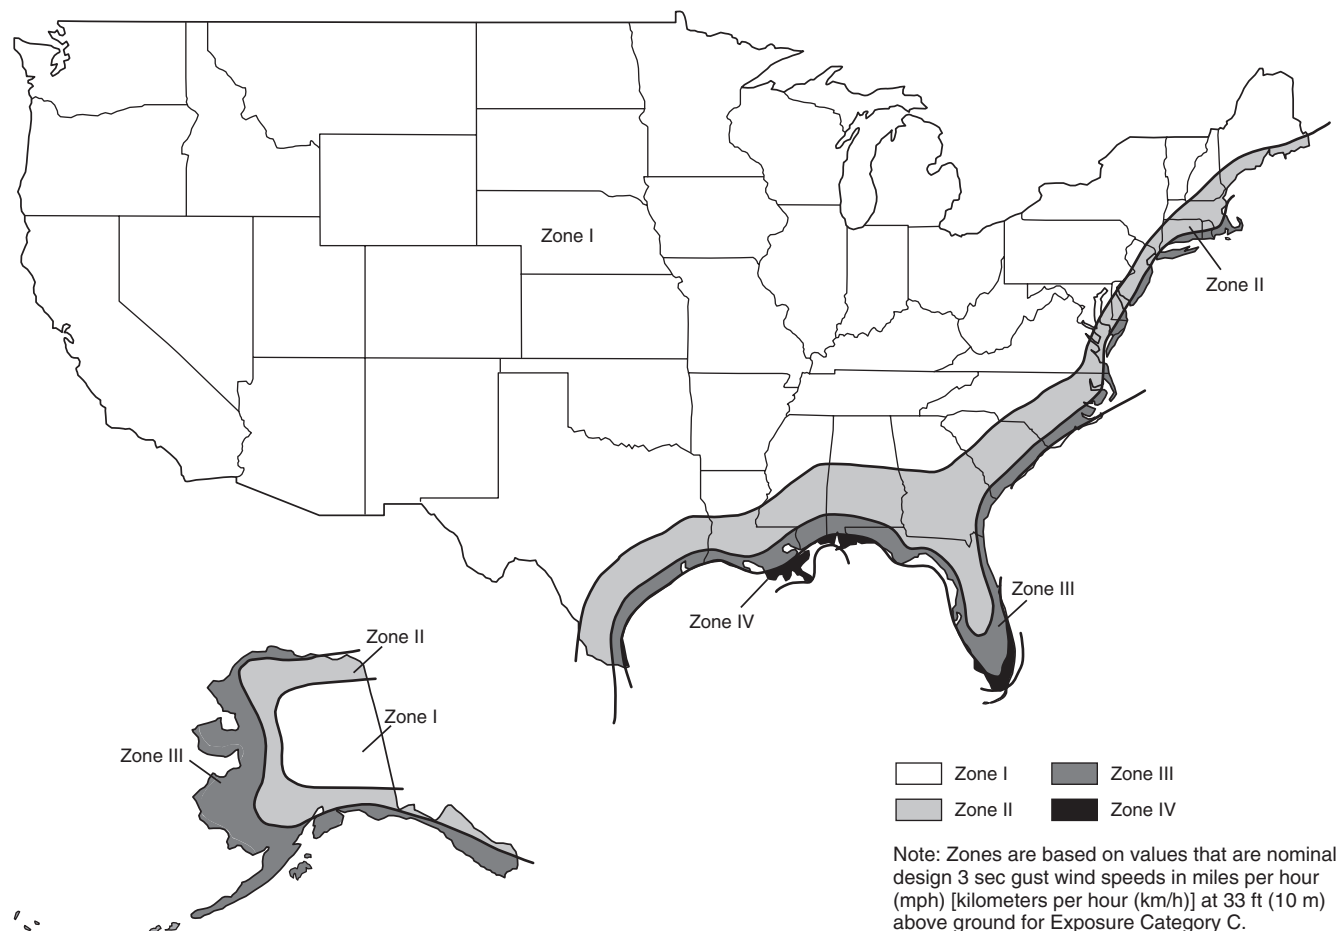 Zone I
Zone II
Zone III
Zone IV
Zone II
Zone I
Zone III
Zone I
Zone III
Zone II
Zone IV
Note: Zones are based on values that are nominal
design 3 sec gust wind speeds in miles per hour
(mph) [kilometers per hour (km/h)] at 33 ft (10 m)
above ground for Exposure Category C.